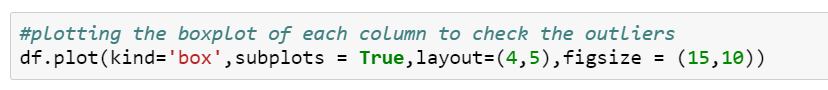 #plotting the boxplot of each column to check the outliers
df.plot(kind='box',subplots = True,layout=(4,5),figsize = (15,10))